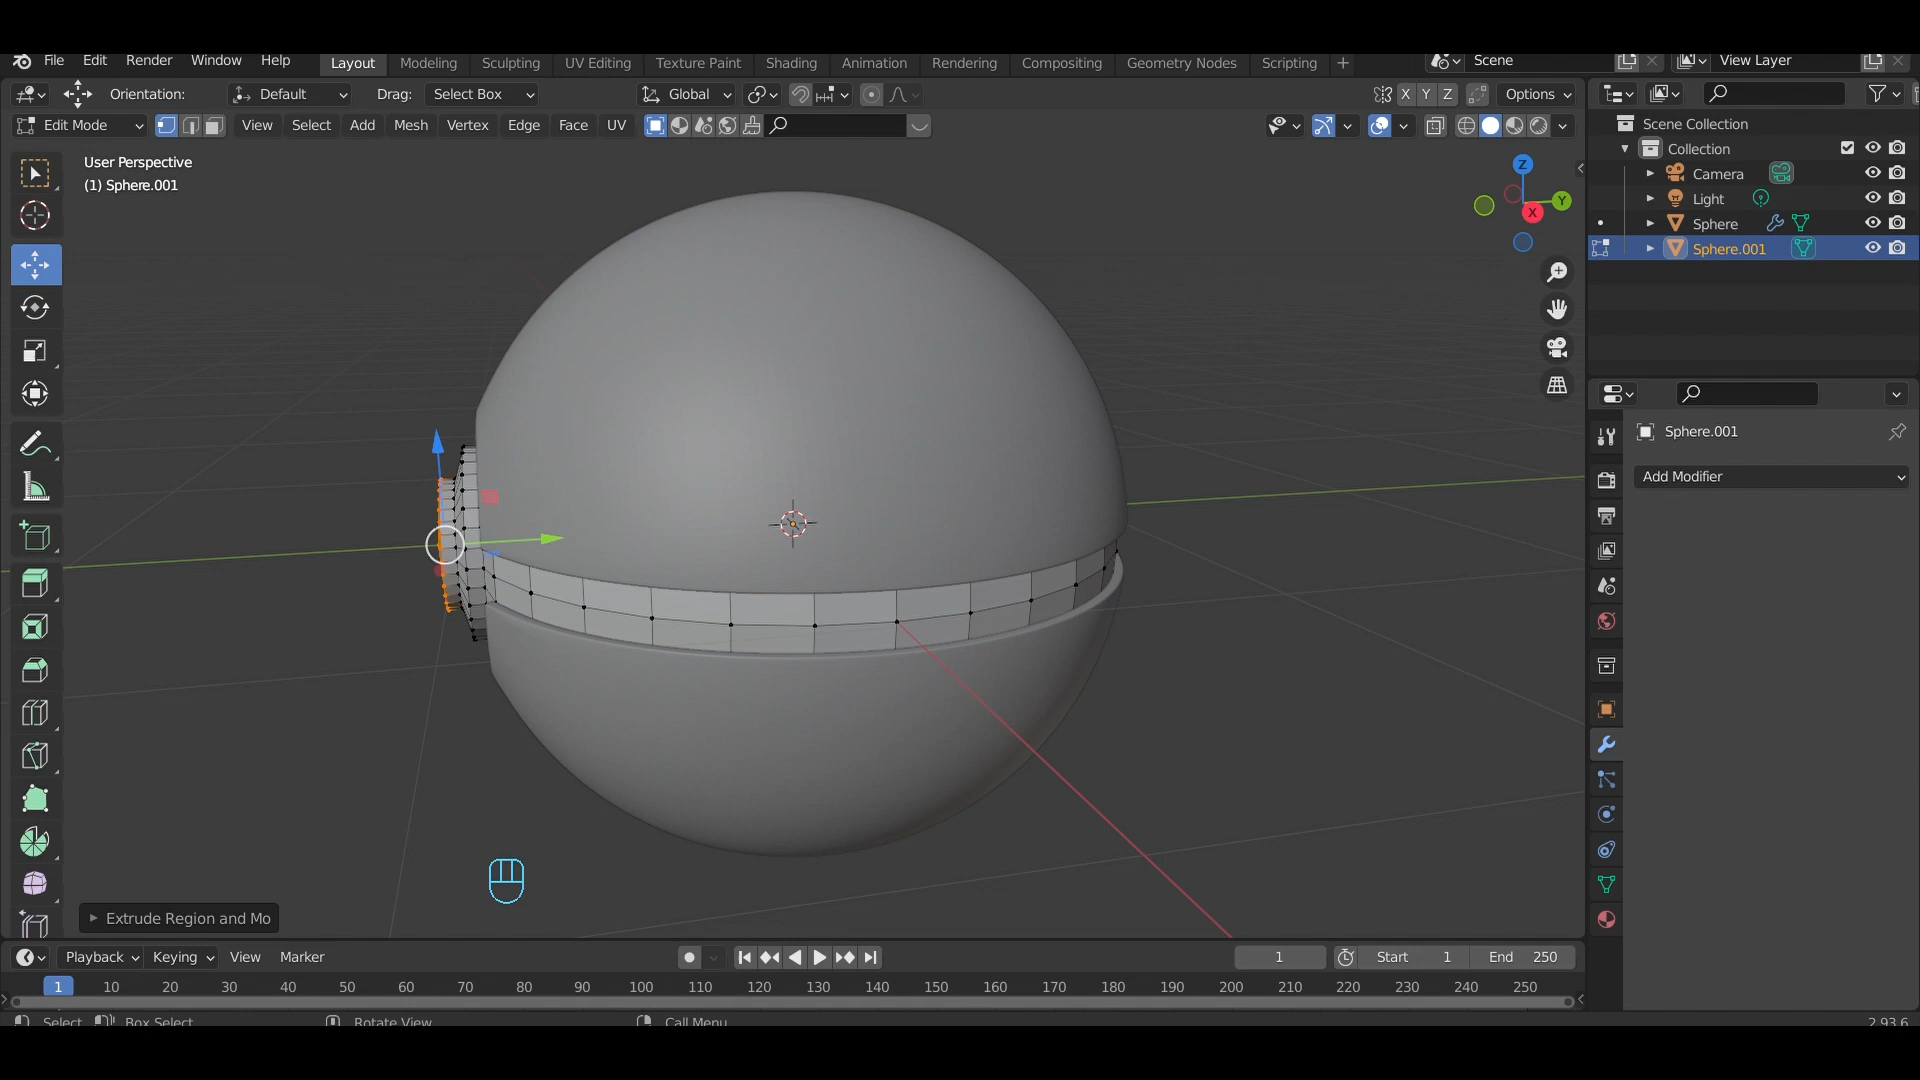 File Edit Render Window Help Layout Modeling Sculpting UV Editing Texture Paint Shading Animation Rendering Compositing Geometry Nodes Scripting + Scene View Layer
Orientation: Default Drag: Select Box Global X Y Z Options
Edit Mode View Select Add Mesh Vertex Edge Face UV
User Perspective
(1) Sphere.001
Z
Y
X
Scene Collection
Collection
Camera
Light
Sphere
Sphere.001
Sphere.001
Add Modifier
Extrude Region and Mo
Playback Keying View Marker 1 Start 1 End 250
1 10 20 30 40 50 60 70 80 90 100 110 120 130 140 150 160 170 180 190 200 210 220 230 240 250
Select Box Select Rotate View Call Menu 2.93.6